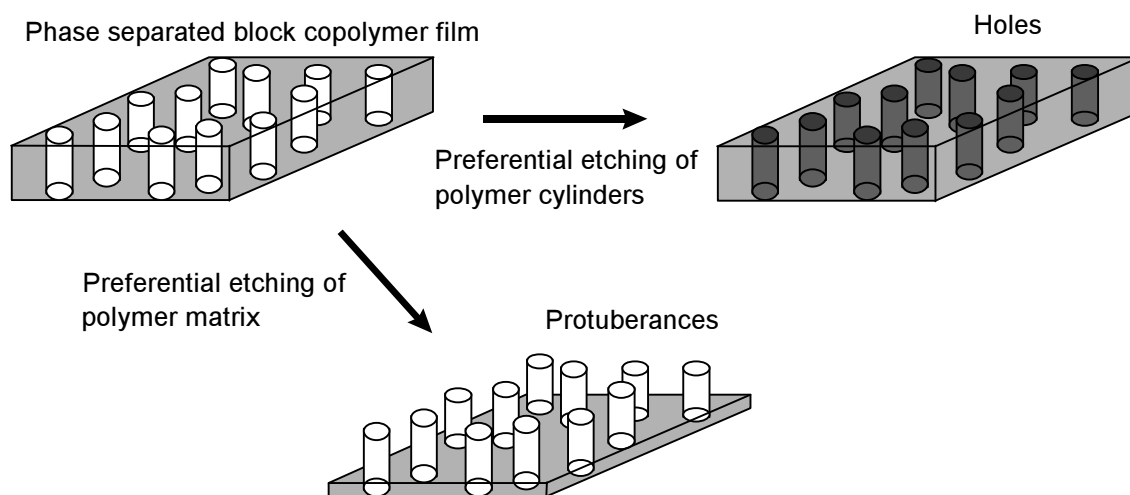 Phase separated block copolymer film
Holes
Preferential etching of
polymer cylinders
Preferential etching of
polymer matrix
Protuberances